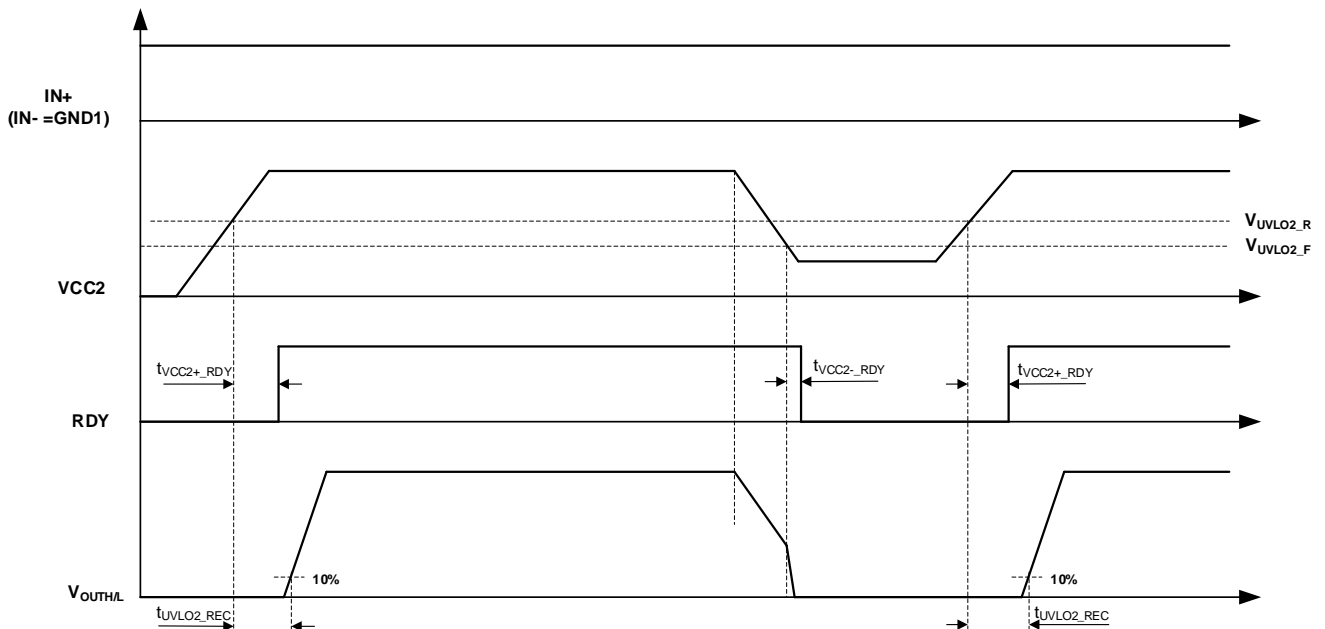 IN+
(IN- =GND1)
VUVLO2_R
VUVLO2_F
VCC2
tVCC2+_RDY
tVCC2-_RDY
tVCC2+_RDY
RDY
10%
10%
VOUTH/L
tUVLO2_REC
tUVLO2_REC